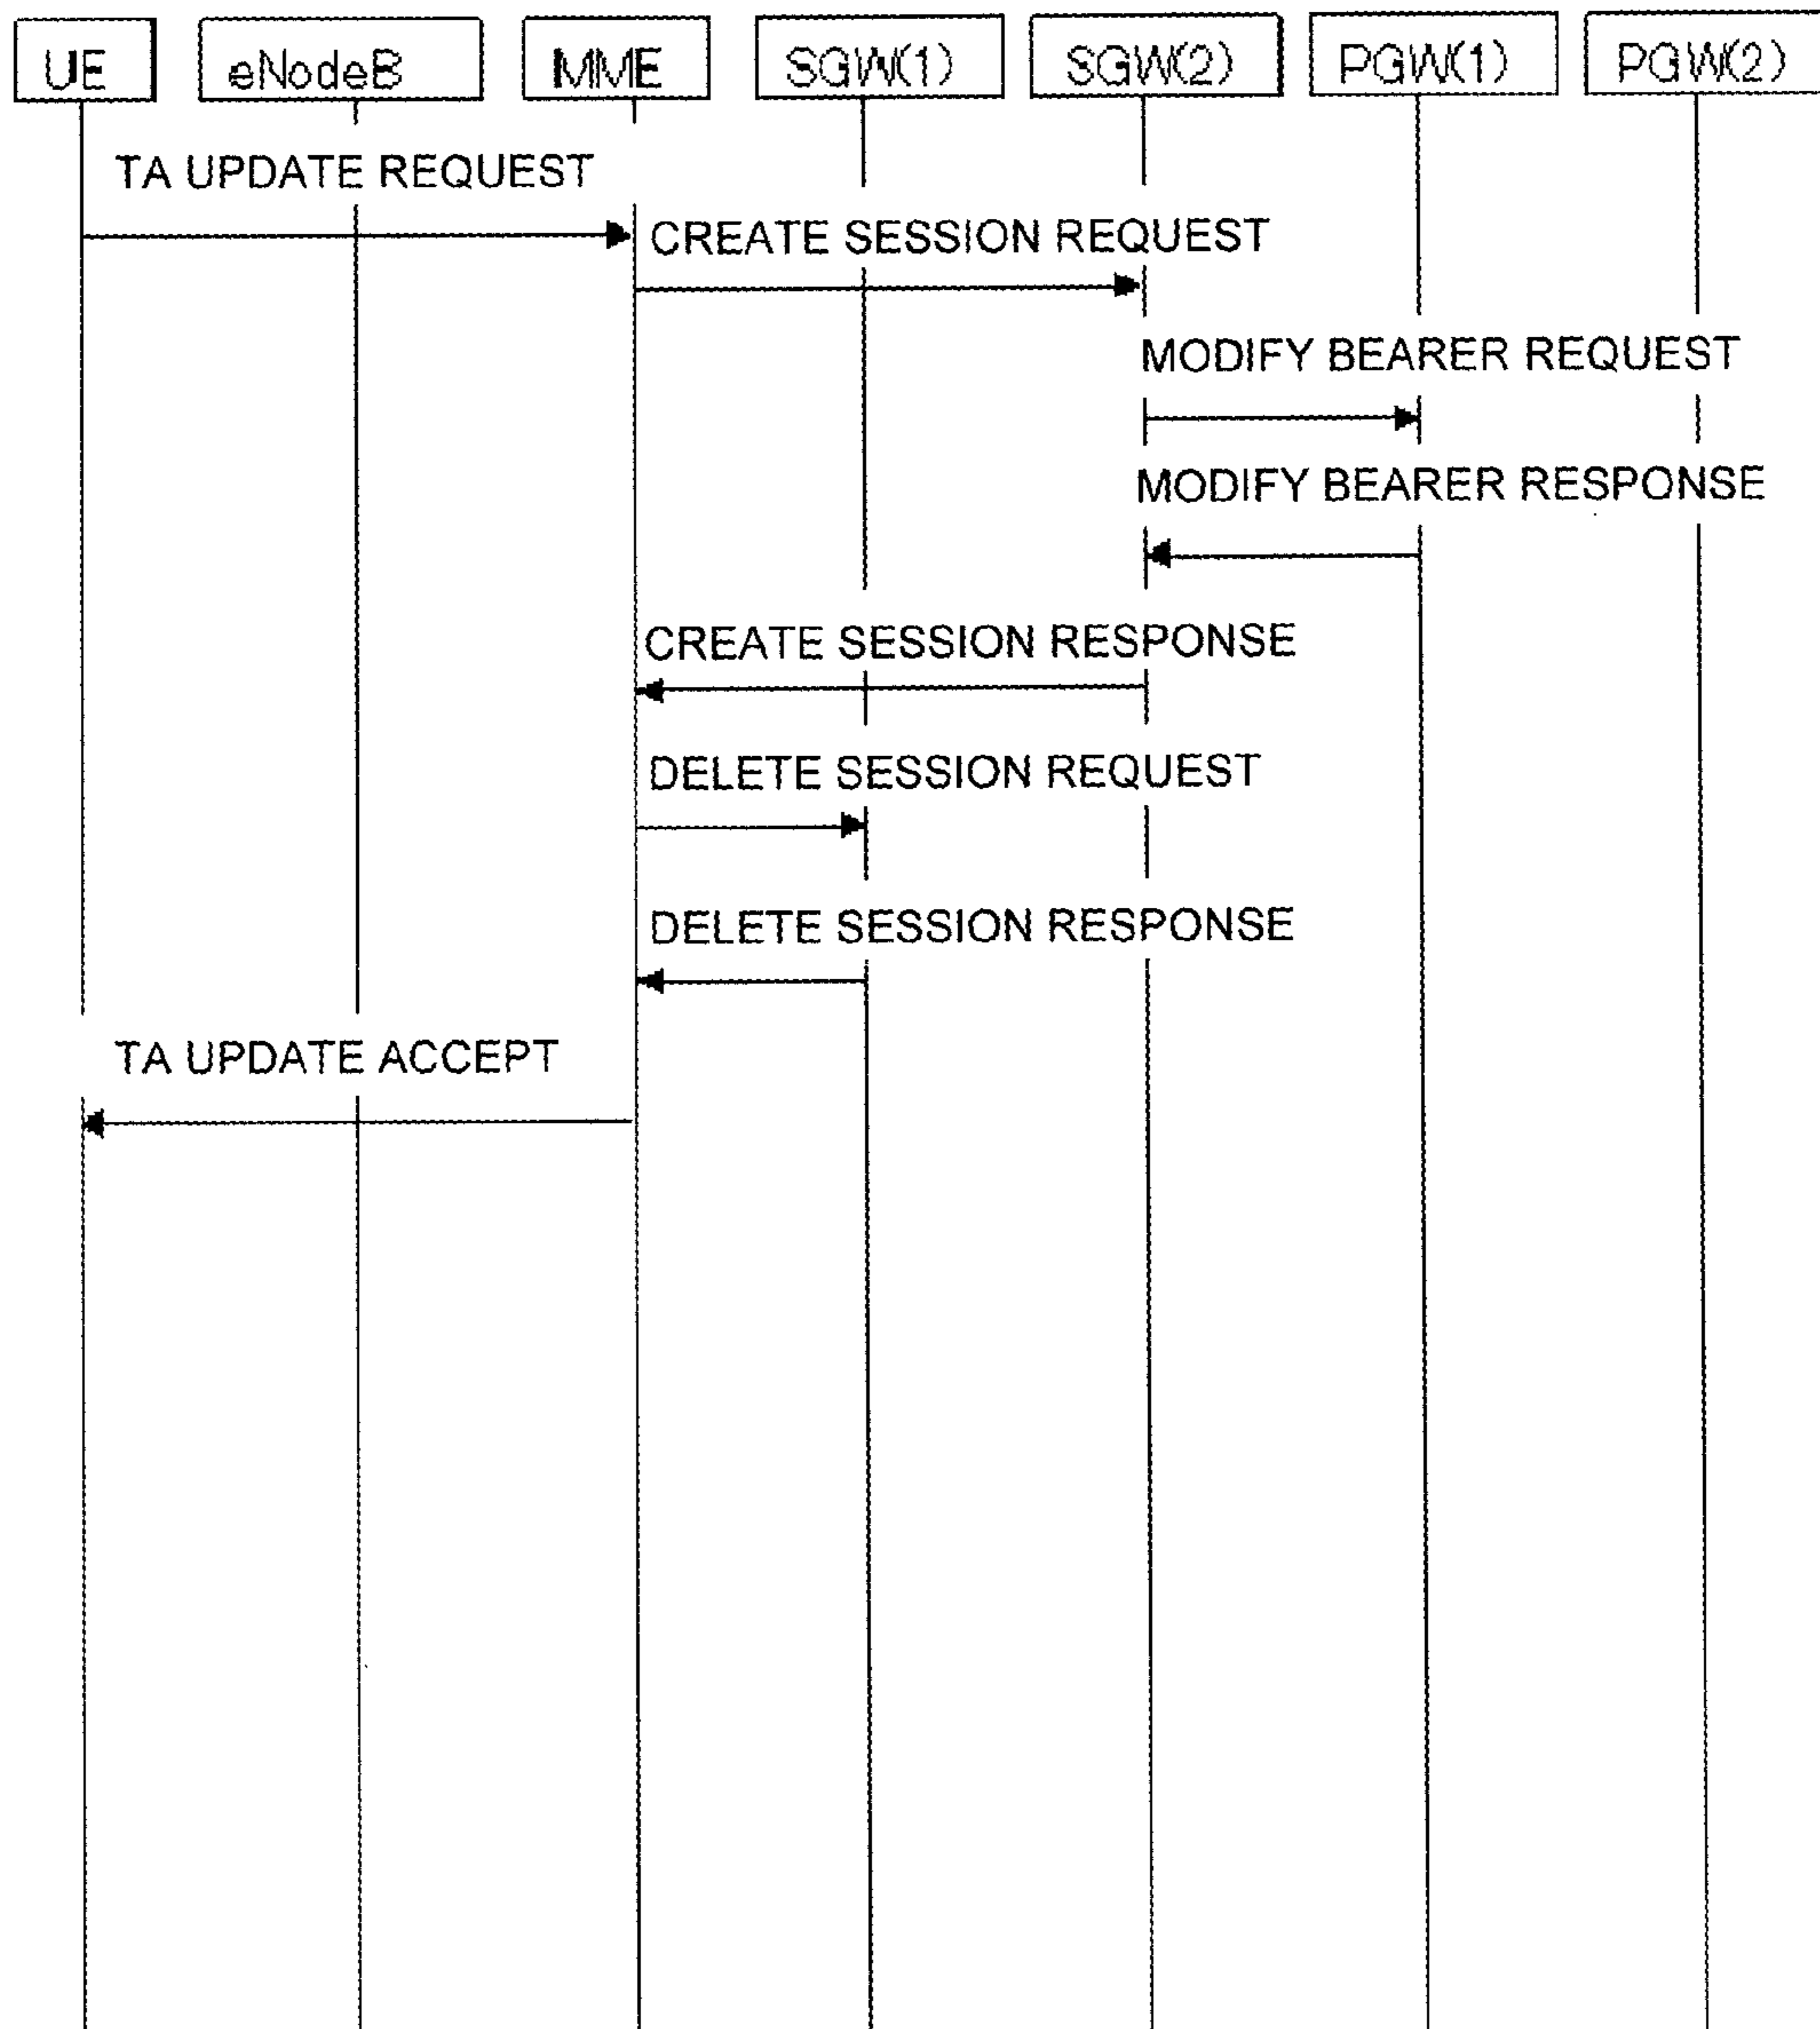 UE eNodeB MME SGW(1) SGW(2) PGW(1) PGW(2)
TA UPDATE REQUEST
CREATE SESSION REQUEST
MODIFY BEARER REQUEST
MODIFY BEARER RESPONSE
CREATE SESSION RESPONSE
DELETE SESSION REQUEST
DELETE SESSION RESPONSE
TA UPDATE ACCEPT